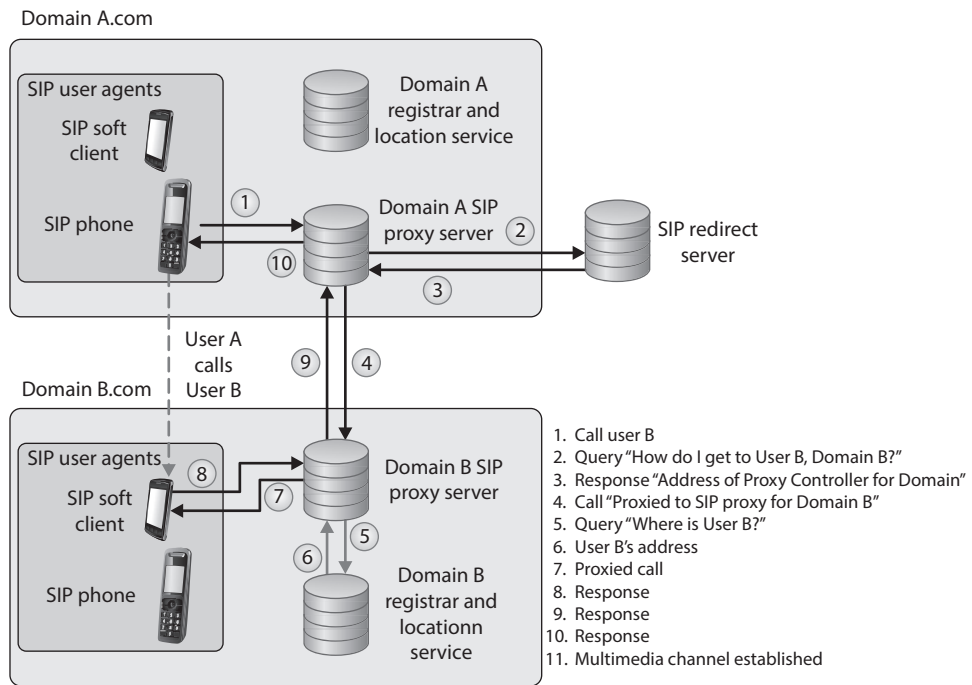 Domain A.com
SIP user agents
SIP soft
client
SIP phone
Domain A
registrar and
location service
1
10
Domain A SIP
proxy server
2
3
SIP redirect
server
User A
calls
User B
9
4
Domain B.com
SIP user agents
SIP soft
client
SIP phone
8
7
Domain B SIP
proxy server
6
5
Domain B
registrar and
locationn
service
1. Call user B
2. Query "How do I get to User B, Domain B?"
3. Response "Address of Proxy Controller for Domain"
4. Call "Proxied to SIP proxy for Domain B"
5. Query "Where is User B?"
6. User B's address
7. Proxied call
8. Response
9. Response
10. Response
11. Multimedia channel established